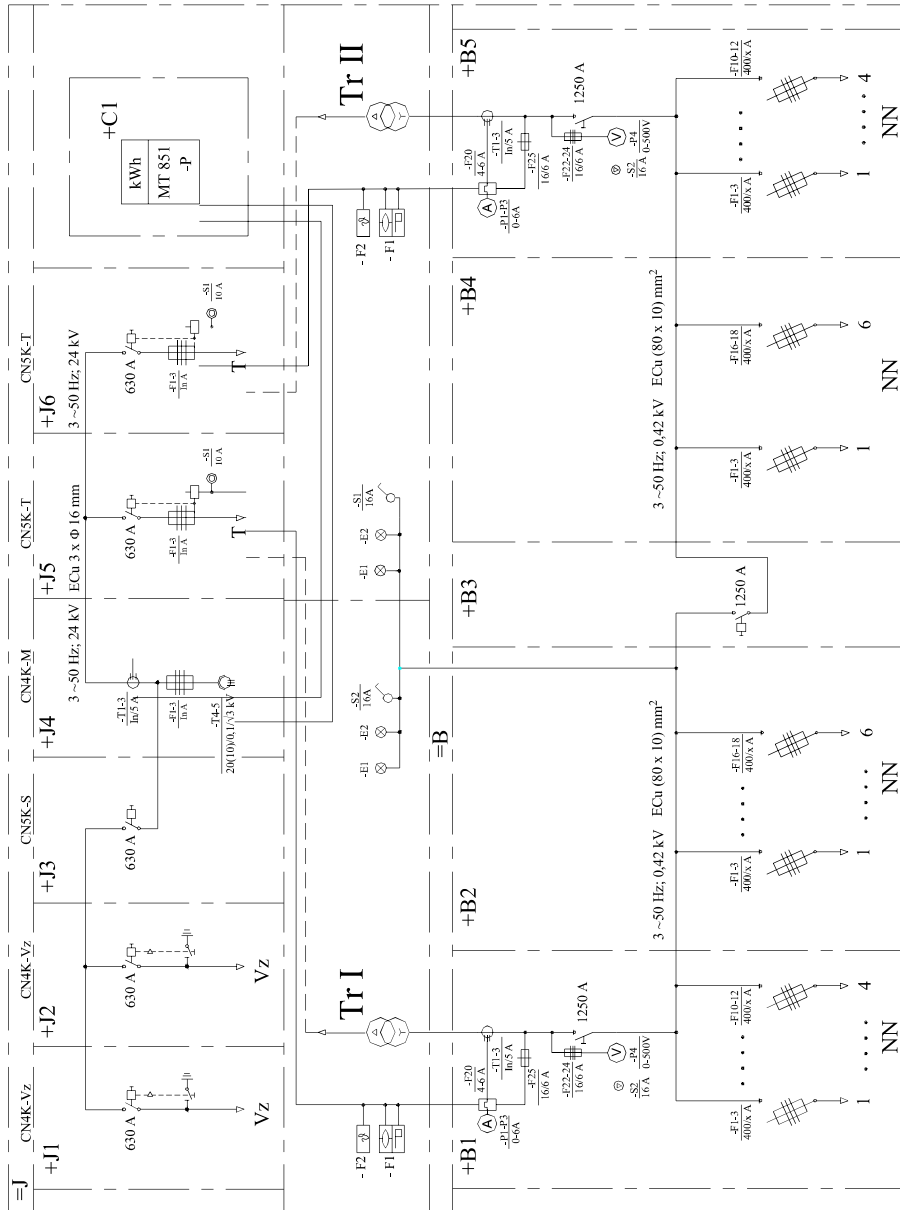 =J
+J1
CN4K-Vz
630 A
Vz
+J2
CN4K-Vz
630 A
Vz
+J3
CN5K-S
630 A
+J4
CN4K-M
3 ~50 Hz; 24 kV ECu 3 x Φ 16 mm
-T1-3
In/5 A
-F1-3
In A
-T4-5
20(10)/0,1/√3 kV
+J5
CN5K-T
630 A
-F1-3
In A
-S1
10 A
T
+J6
CN5K-T
3 ~50 Hz; 24 kV
630 A
-F1-3
In A
-S1
10 A
T
+C1
kWh
MT 851
-P
Tr I
- F2
- F1
=B
-E1
-E2
-S2
16A
-E1
-E2
-S1
16A
Tr II
- F2
- F1
+B1
-F20
4-6 A
A
-P1-P3
0-6A
-T1-3
In/5 A
-F25
16/6 A
-F22-24
16/6 A
1250 A
V
-P4
0-500V
-S2
16 A
-F1-3
400/x A
-F10-12
400/x A
1
4
NN
+B2
3 ~50 Hz; 0,42 kV ECu (80 x 10) mm²
-F1-3
400/x A
-F16-18
400/x A
1
6
NN
+B3
1250 A
+B4
3 ~50 Hz; 0,42 kV ECu (80 x 10) mm²
-F1-3
400/x A
-F16-18
400/x A
1
6
NN
+B5
-F20
4-6 A
A
-P1-P3
0-6A
-T1-3
In/5 A
-F25
16/6 A
-F22-24
16/6 A
1250 A
V
-P4
0-500V
-S2
16 A
-F1-3
400/x A
-F10-12
400/x A
1
4
NN